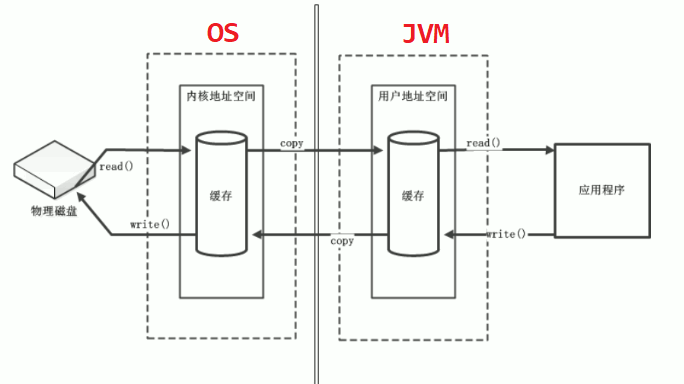 OS
JVM
内核地址空间
用户地址空间
copy
read()
read()
缓存
缓存
应用程序
物理磁盘
write()
copy
write()